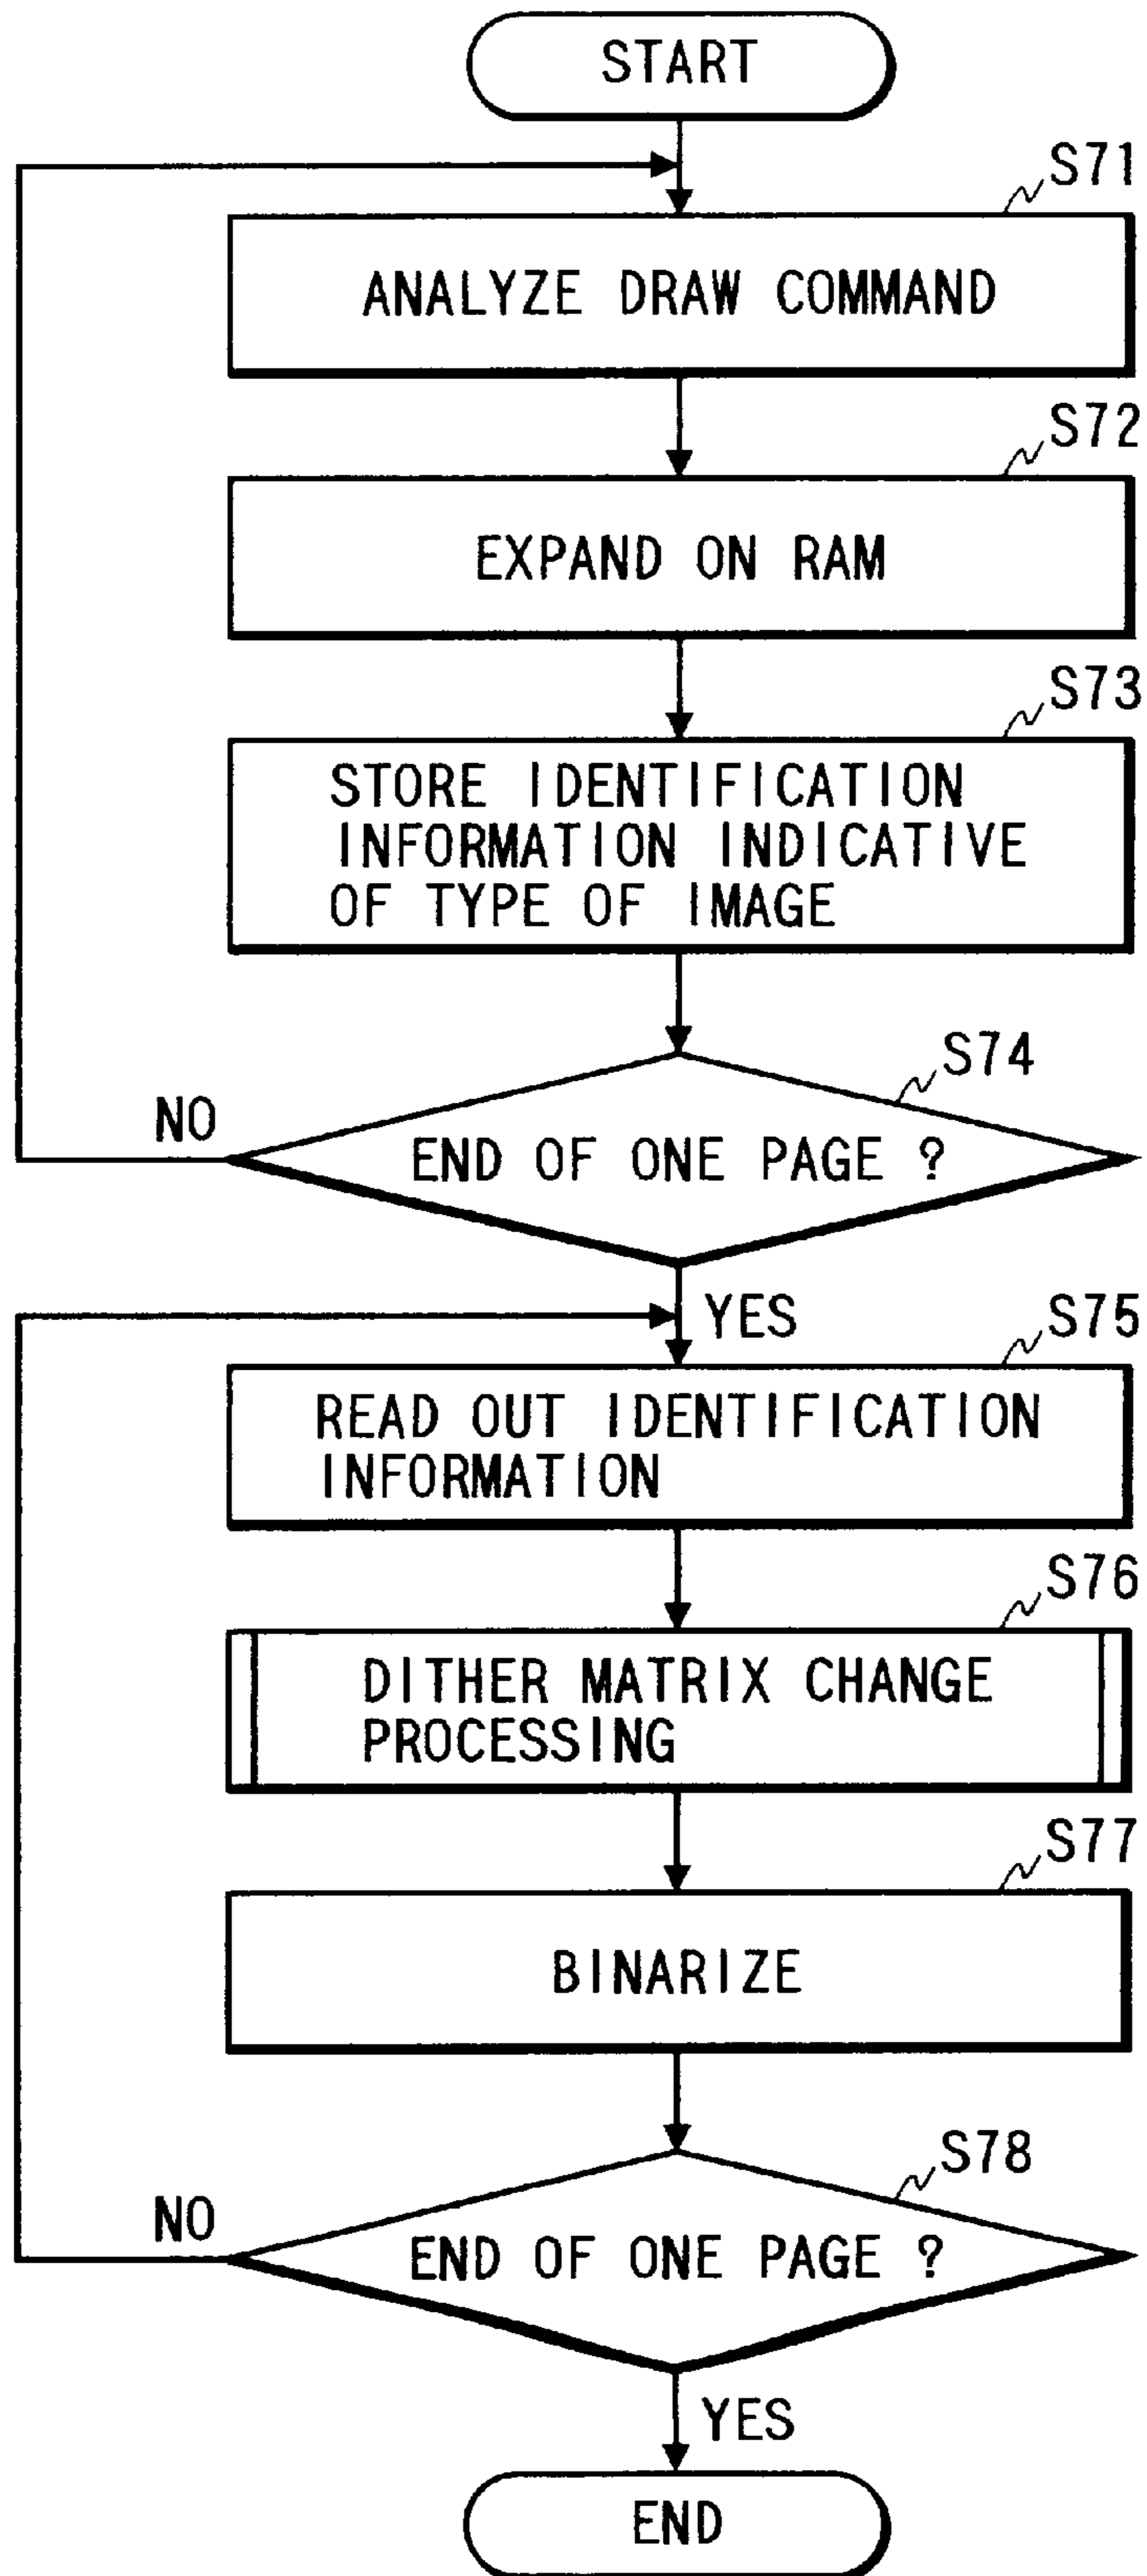 START
S71
ANALYZE DRAW COMMAND
S72
EXPAND ON RAM
S73
STORE IDENTIFICATION
INFORMATION INDICATIVE
OF TYPE OF IMAGE
S74
NO
END OF ONE PAGE ?
YES
S75
READ OUT IDENTIFICATION
INFORMATION
S76
DITHER MATRIX CHANGE
PROCESSING
S77
BINARIZE
S78
NO
END OF ONE PAGE ?
YES
END